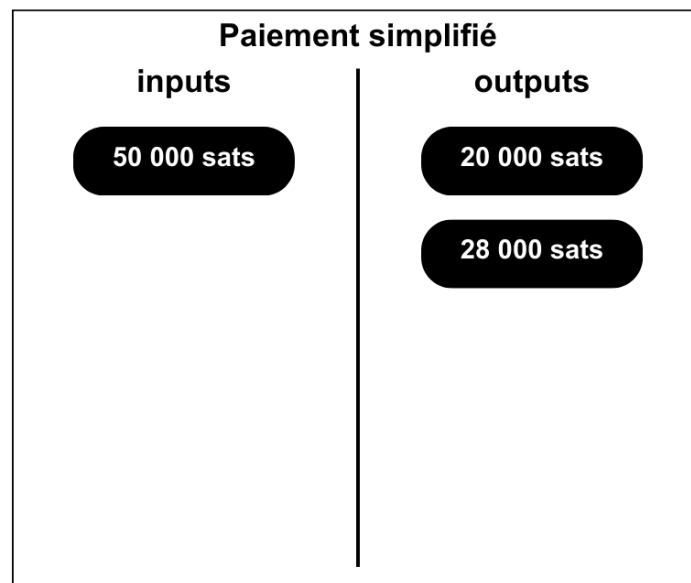 Paiement simplifié
inputs
outputs
50 000 sats
20 000 sats
28 000 sats